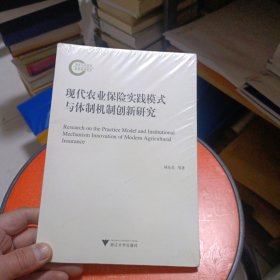 现代农业保险实践模式
与体制机制创新研究
Research on the Practice Model and Institutional
Mechanism Innovation of Modern Agricultural
Insurance
等著
浙江大学出版社